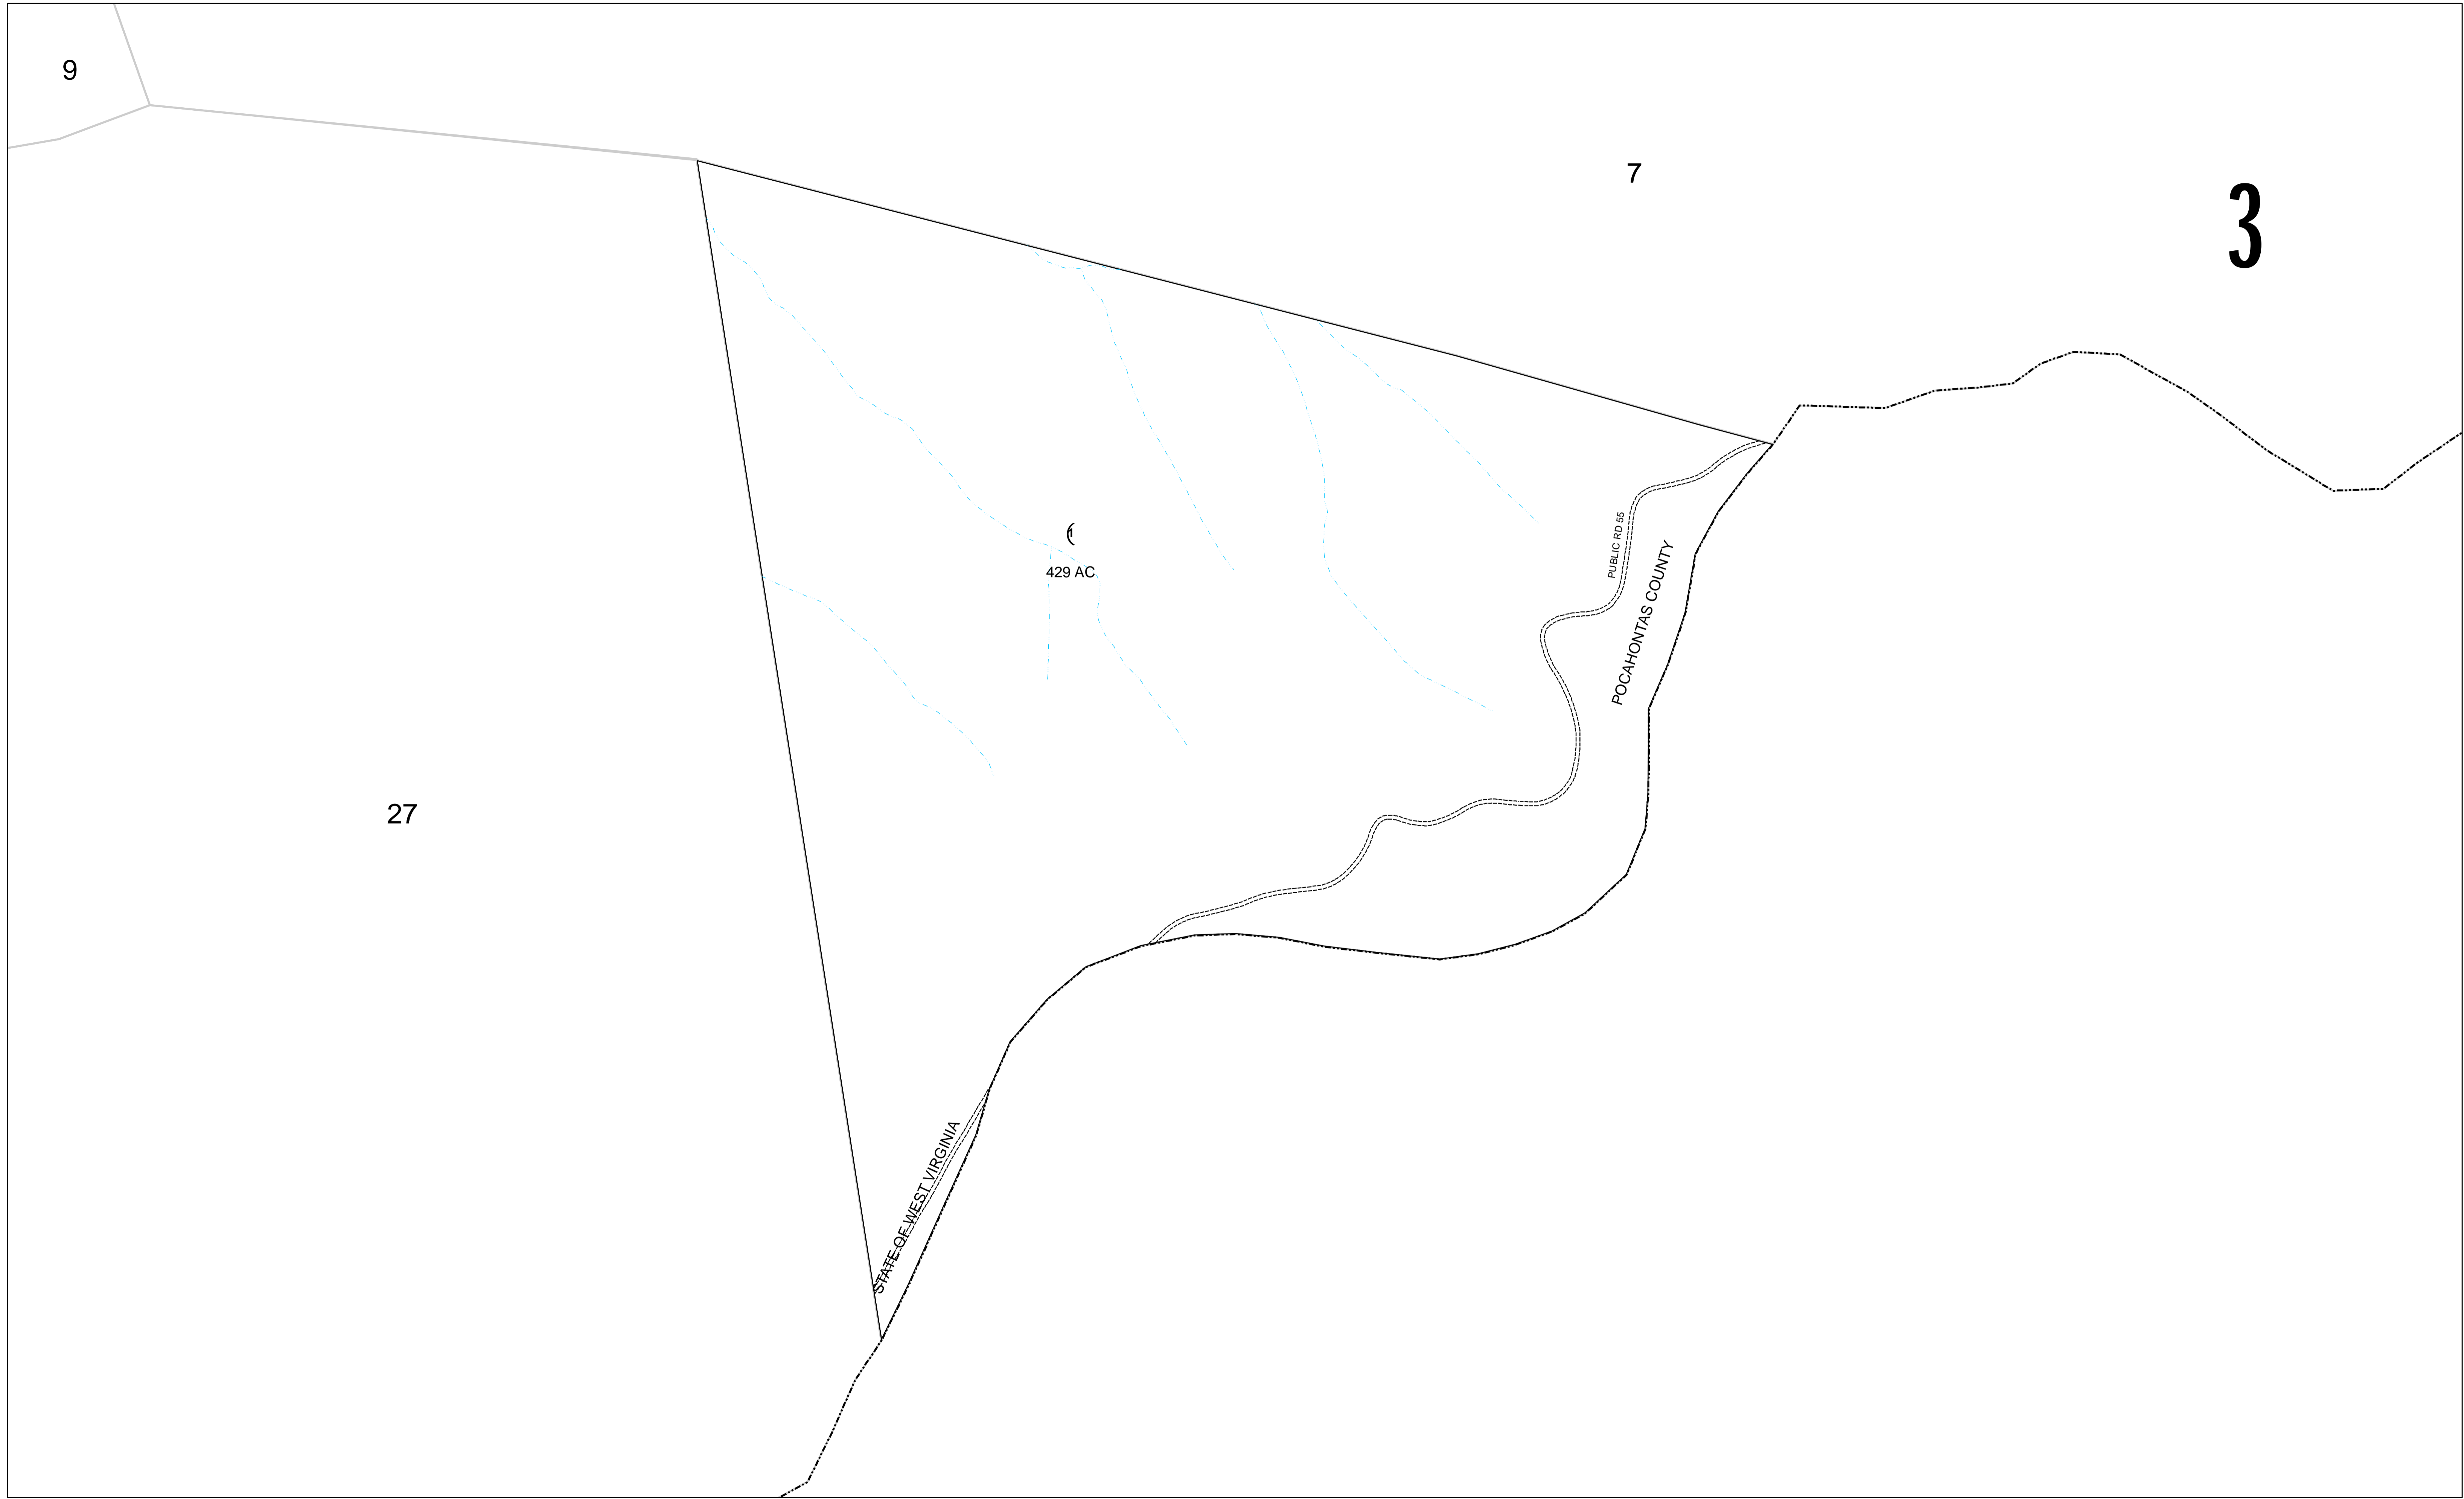 9
7
3
429 AC
PUBLIC RD 55
POCAHONTAS COUNTY
27
STATE OF WEST VIRGINIA